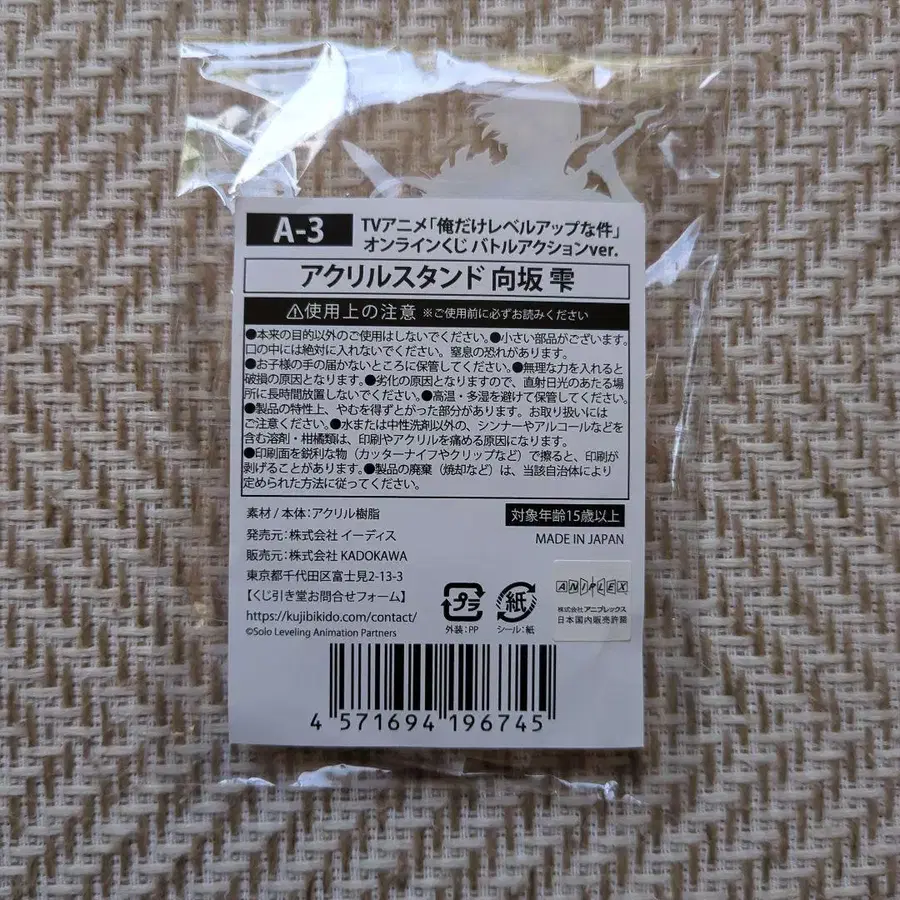 A-3
TVアニメ「俺だけレベルアップな件」
オンラインくじ バトルアクションver.
アクリルスタンド 向坂 雫
⚠使用上の注意 ※ご使用前に必ずお読みください
●本来の目的以外のご使用はしないでください。●小さい部品がございます。
口の中には絶対に入れないでください。窒息の恐れがあります。
●お子様の手の届かないところに保管してください。●無理な力を入れると
破損の原因となります。●劣化の原因となりますので、直射日光のあたる場
所に長時間放置しないでください。●高温・多湿を避けて保管してください。
●製品の特性上、やむを得ずとがった部分があります。お取り扱いには
ご注意ください。●水または中性洗剤以外の、シンナーやアルコールなどを
含む溶剤・柑橘類は、印刷やアクリルを痛める原因になります。
●印刷面を鋭利な物（カッターナイフやクリップなど）で擦ると、印刷が
剥げることがあります。●製品の廃棄（焼却など）は、当該自治体により
定められた方法に従ってください。
素材 / 本体：アクリル樹脂
対象年齢15歳以上
発売元：株式会社 イーディス
MADE IN JAPAN
販売元：株式会社 KADOKAWA
東京都千代田区富士見2-13-3
【くじ引き堂お問合せフォーム】
https://kujibikido.com/contact/
©Solo Leveling Animation Partners
プラ
外装：PP
紙
シール：紙
ANIPLEX
株式会社アニプレックス
日本国内販売許諾
4 571694 196745